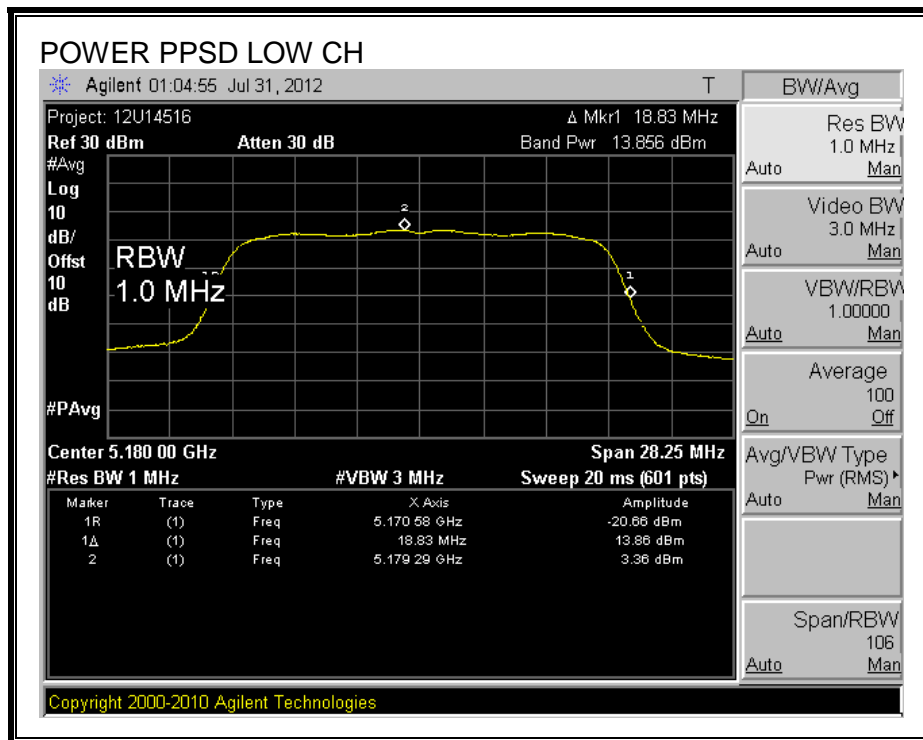 POWER PPSD LOW CH
Agilent 01:04:55 Jul 31, 2012 T
Project: 12U14516 Δ Mkr1 18.83 MHz
Ref 30 dBm Atten 30 dB Band Pwr 13.856 dBm
#Avg
Log
10
dB/
Offst
10
dB
RBW
1.0 MHz
2
1
#PAvg
Center 5.180 00 GHz Span 28.25 MHz
#Res BW 1 MHz #VBW 3 MHz Sweep 20 ms (601 pts)
Marker Trace Type X Axis Amplitude
1R (1) Freq 5.170 58 GHz -20.66 dBm
1Δ (1) Freq 18.83 MHz 13.86 dBm
2 (1) Freq 5.179 29 GHz 3.36 dBm
BW/Avg
Res BW
1.0 MHz
Auto Man
Video BW
3.0 MHz
Auto Man
VBW/RBW
1.00000
Auto Man
Average
100
On Off
Avg/VBW Type
Pwr (RMS)
Auto Man
Span/RBW
106
Auto Man
Copyright 2000-2010 Agilent Technologies